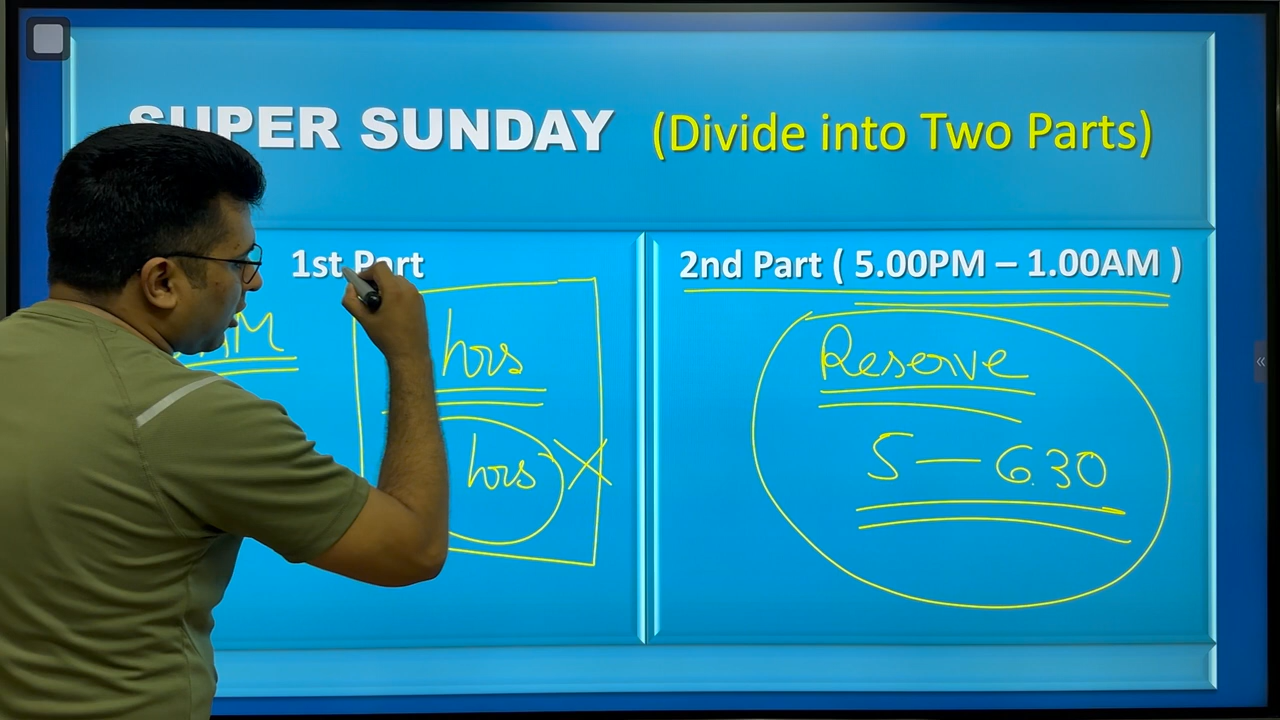 SUPER SUNDAY (Divide into Two Parts)
1st Part
hrs
hrs
2nd Part ( 5.00PM – 1.00AM )
Reserve
5 — 6.30